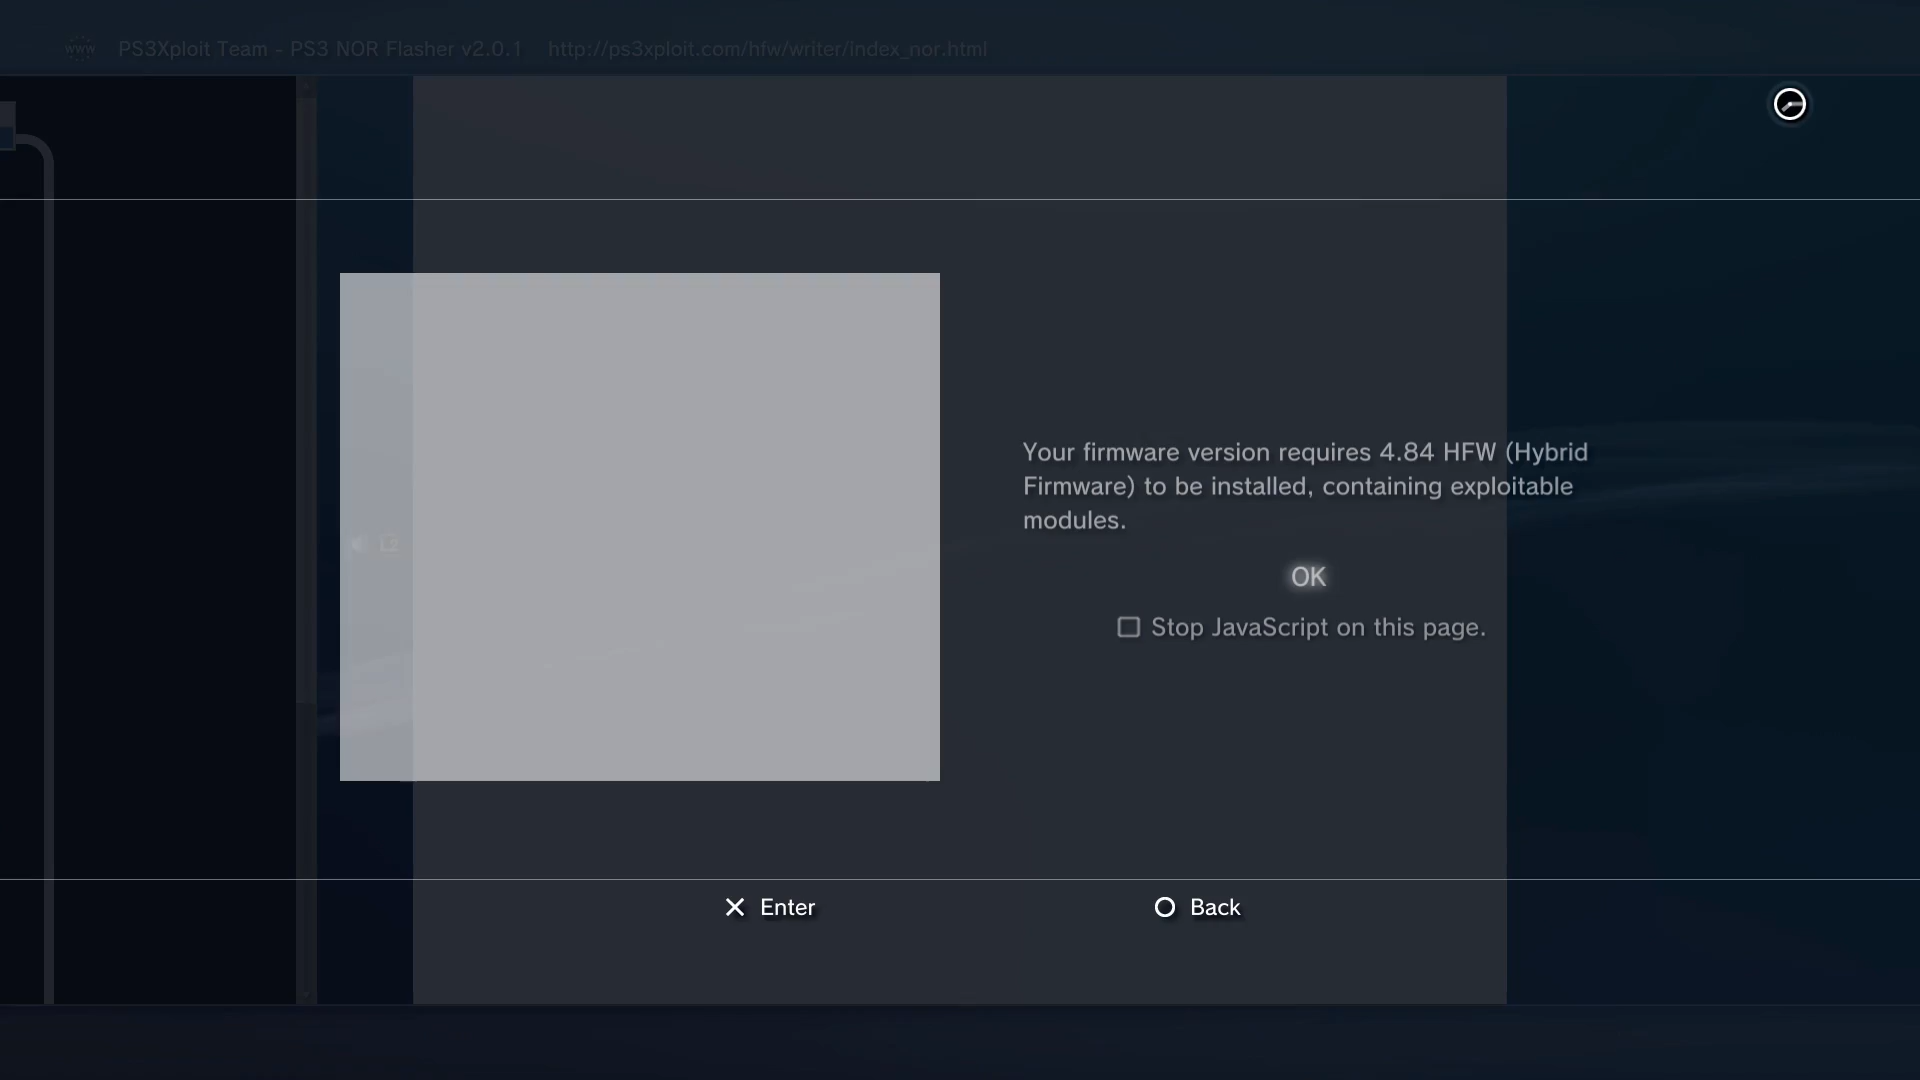 www PS3Xploit Team - PS3 NOR Flasher v2.0.1 http://ps3xploit.com/hfw/writer/index_nor.html
Your firmware version requires 4.84 HFW (Hybrid
Firmware) to be installed, containing exploitable
modules.
L2
OK
Stop JavaScript on this page.
Enter
Back